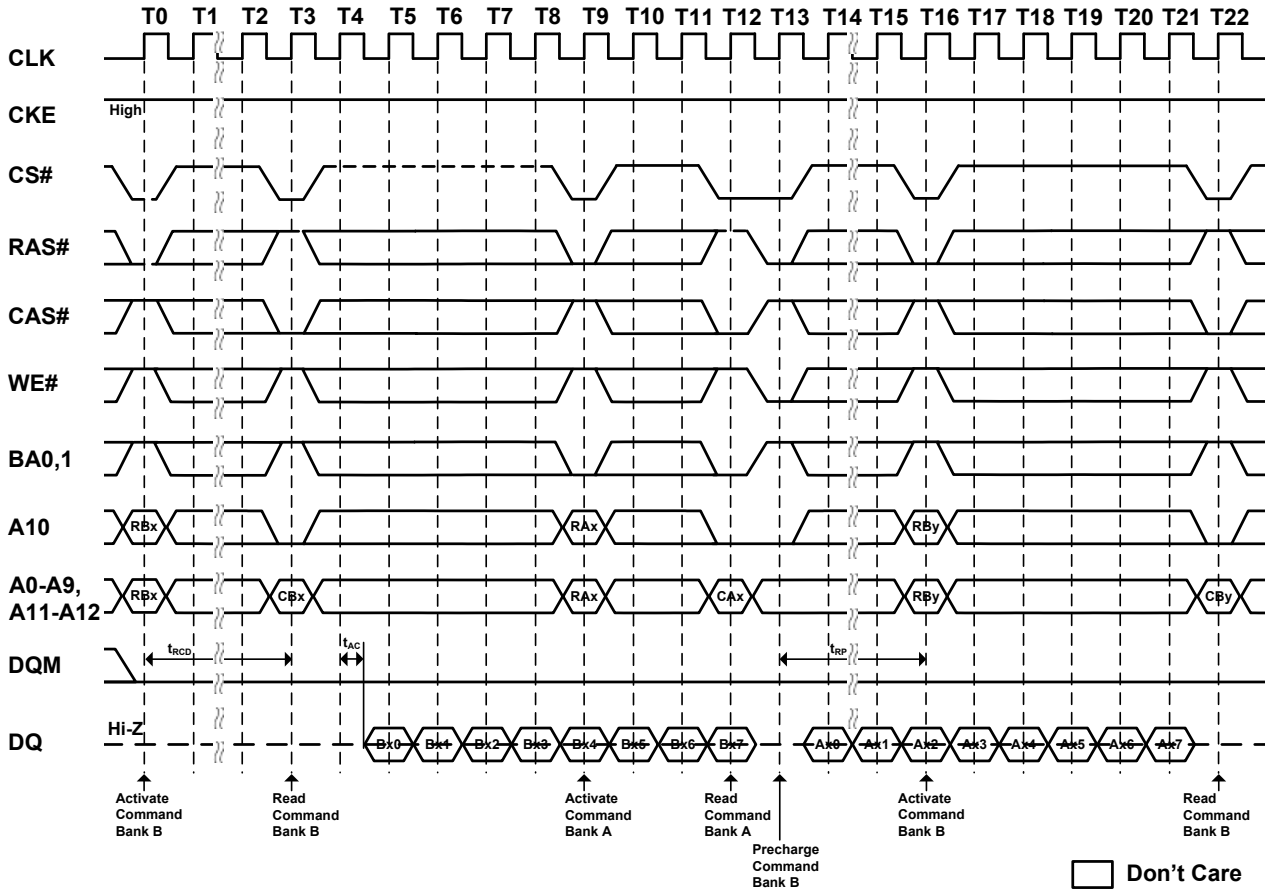 T0 T1 T2 T3 T4 T5 T6 T7 T8 T9 T10 T11 T12 T13 T14 T15 T16 T17 T18 T19 T20 T21 T22
CLK
CKE High
CS#
RAS#
CAS#
WE#
BA0,1
A10 RBx RAx RBy
A0-A9,
A11-A12 RBx CBx RAx CAx RBy CBy
DQM tRCD tAC tRP
DQ Hi-Z Bx0 Bx1 Bx2 Bx3 Bx4 Bx5 Bx6 Bx7 Ax0 Ax1 Ax2 Ax3 Ax4 Ax5 Ax6 Ax7
Activate
Command
Bank B
Read
Command
Bank B
Activate
Command
Bank A
Read
Command
Bank A
Precharge
Command
Bank B
Activate
Command
Bank B
Read
Command
Bank B
Don't Care